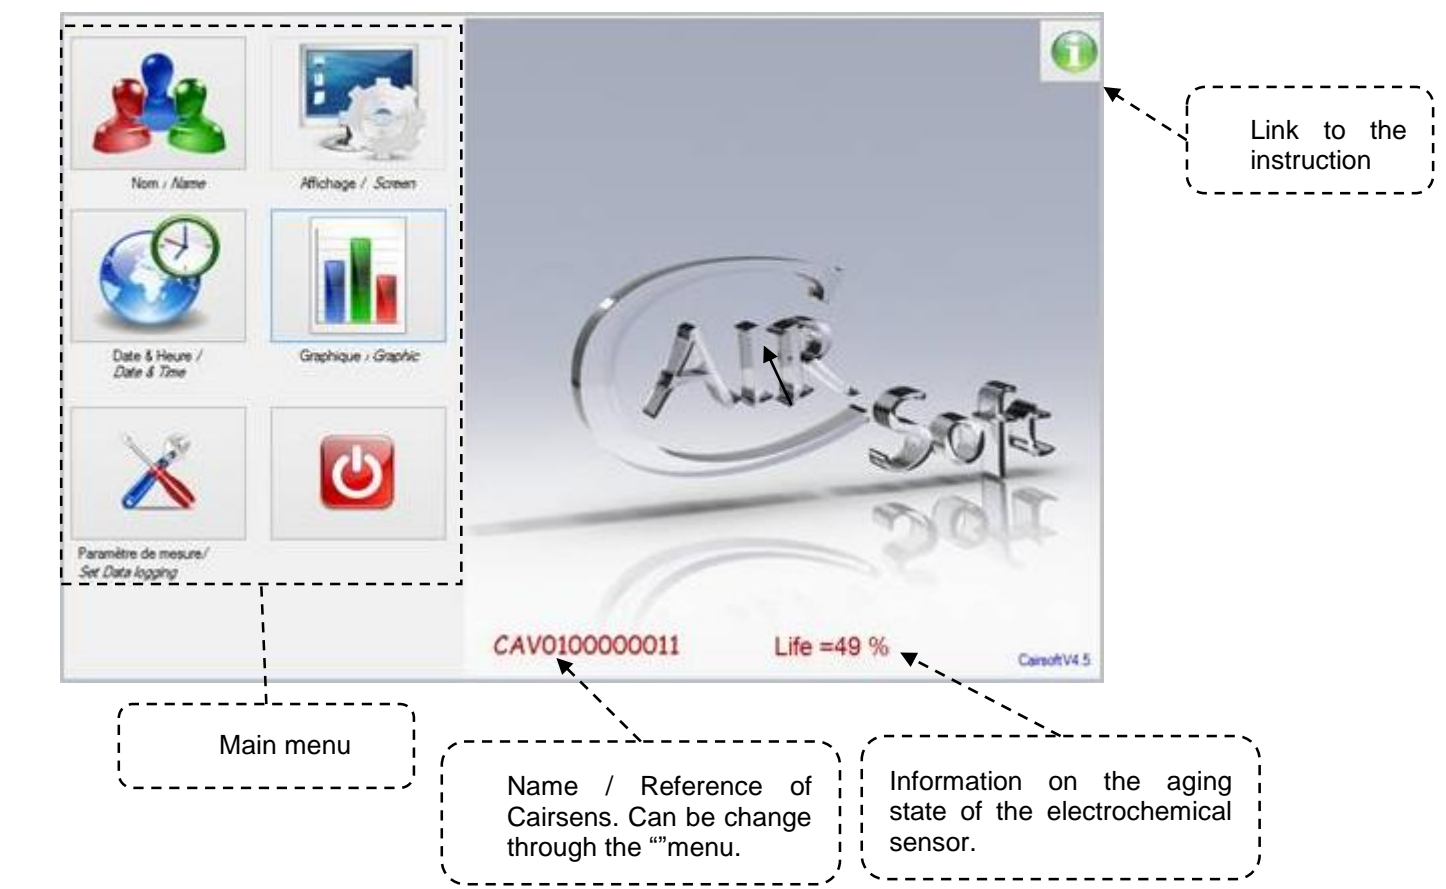 Link to the
instruction
Nom / Name
Affichage / Screen
Date & Heure /
Date & Time
Graphique / Graphic
Paramètre de mesure/
Set Data logging
CAIR
Soft
CAV0100000011
Life =49 %
CairsoftV4.5
Main menu
Name / Reference of
Cairsens. Can be change
through the “”menu.
Information on the aging
state of the electrochemical
sensor.